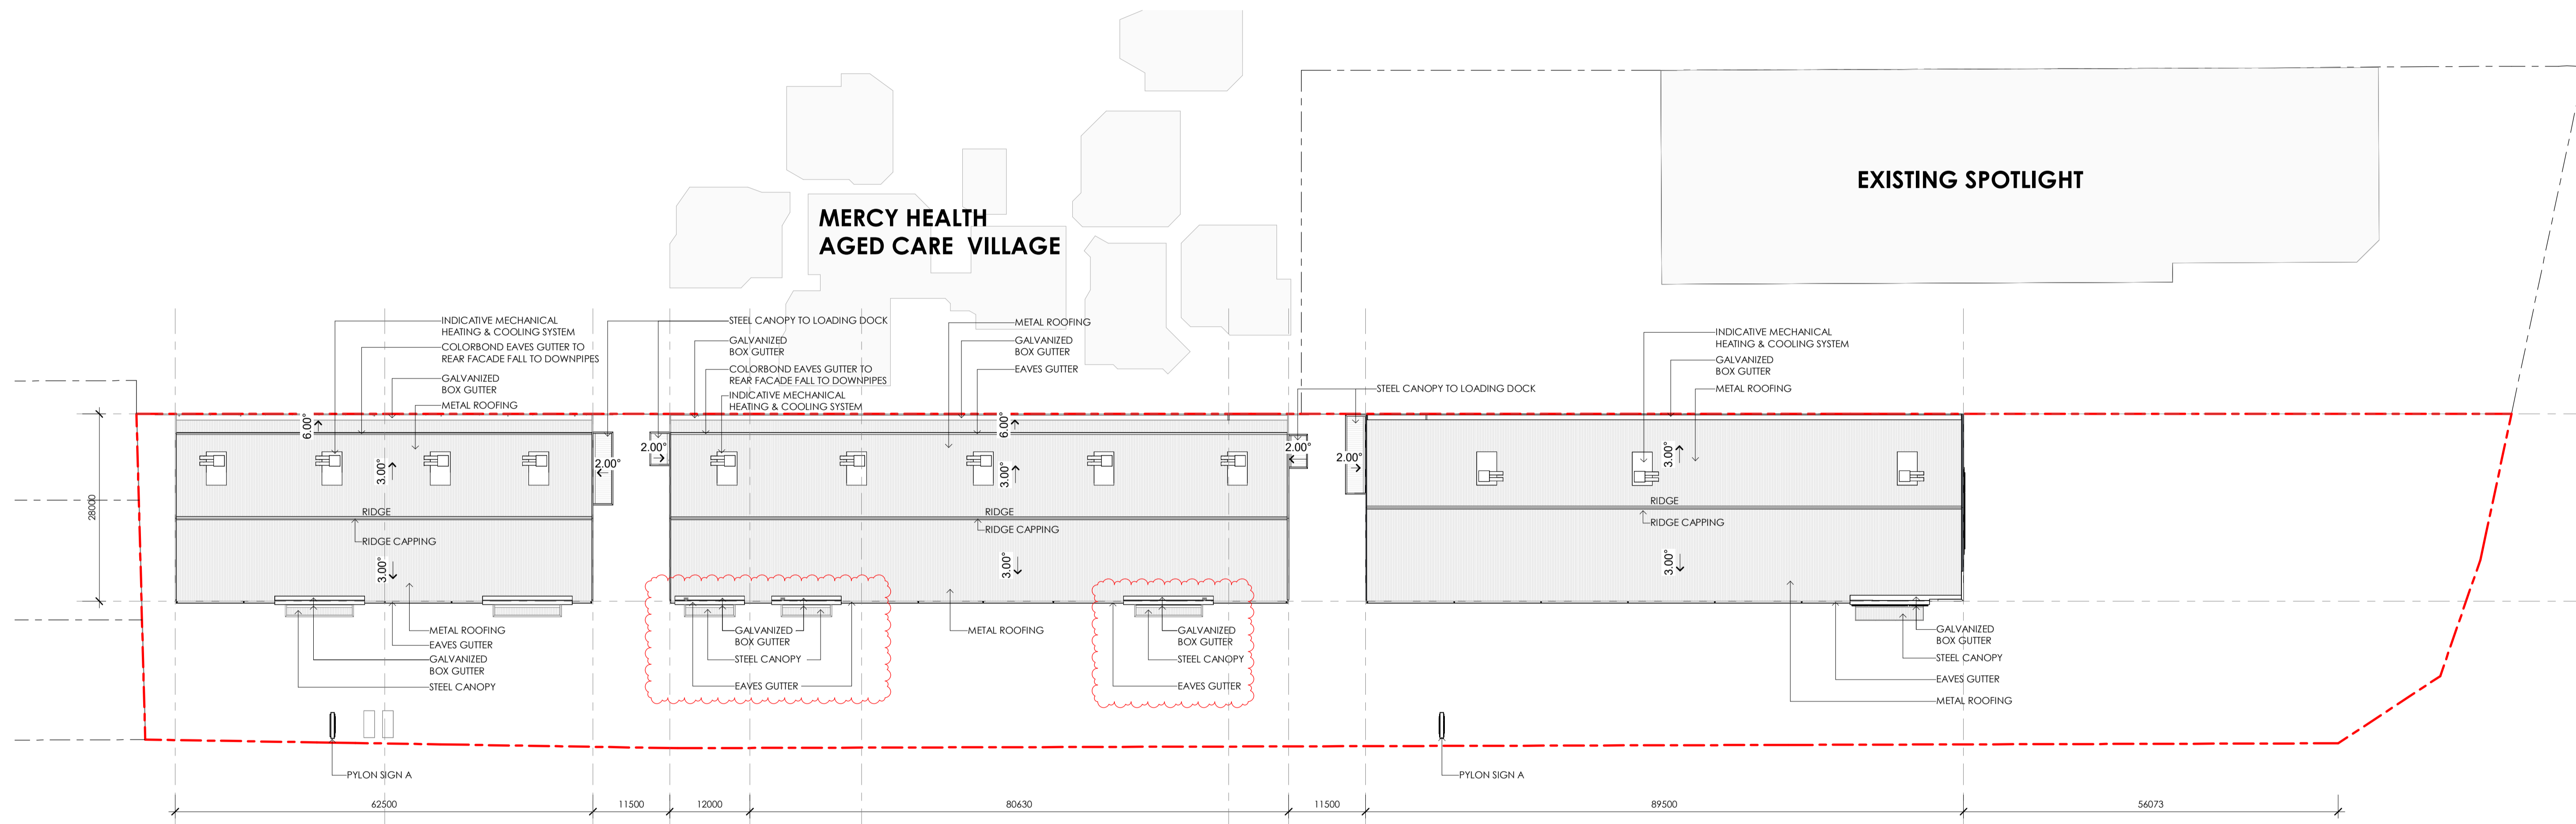 EXISTING SPOTLIGHT
MERCY HEALTH
AGED CARE VILLAGE
INDICATIVE MECHANICAL
HEATING & COOLING SYSTEM
COLORBOND EAVES GUTTER TO
REAR FACADE FALL TO DOWNPIPES
GALVANIZED
BOX GUTTER
METAL ROOFING
STEEL CANOPY TO LOADING DOCK
GALVANIZED
BOX GUTTER
COLORBOND EAVES GUTTER TO
REAR FACADE FALL TO DOWNPIPES
INDICATIVE MECHANICAL
HEATING & COOLING SYSTEM
METAL ROOFING
GALVANIZED
BOX GUTTER
EAVES GUTTER
STEEL CANOPY TO LOADING DOCK
INDICATIVE MECHANICAL
HEATING & COOLING SYSTEM
GALVANIZED
BOX GUTTER
METAL ROOFING
28000
6.00°
3.00°
2.00°
RIDGE
RIDGE CAPPING
3.00°
2.00°
6.00°
3.00°
2.00°
RIDGE
RIDGE CAPPING
3.00°
2.00°
3.00°
RIDGE
RIDGE CAPPING
3.00°
METAL ROOFING
EAVES GUTTER
GALVANIZED
BOX GUTTER
STEEL CANOPY
GALVANIZED
BOX GUTTER
STEEL CANOPY
EAVES GUTTER
METAL ROOFING
GALVANIZED
BOX GUTTER
STEEL CANOPY
EAVES GUTTER
GALVANIZED
BOX GUTTER
STEEL CANOPY
EAVES GUTTER
METAL ROOFING
PYLON SIGN A
PYLON SIGN A
62500
11500
12000
80630
11500
89500
56073